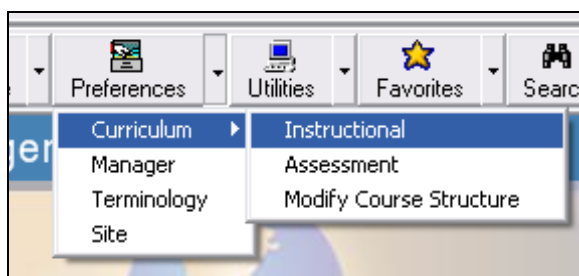 Preferences Utilities Favorites
Curriculum Instructional
Manager Assessment
Terminology Modify Course Structure
Site